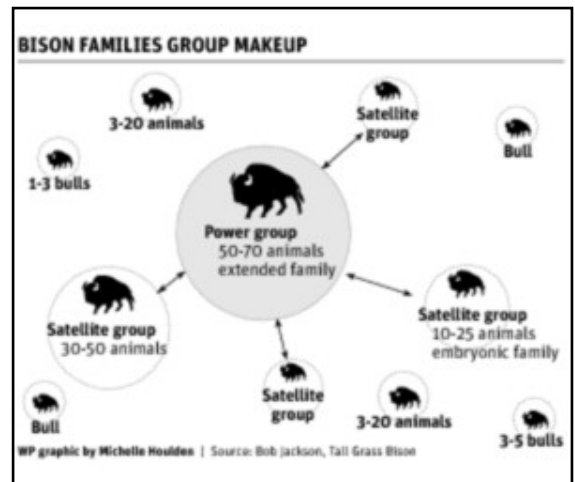 BISON FAMILIES GROUP MAKEUP
3-20 animals
Satellite
group
Bull
1-3 bulls
Power group
50-70 animals
extended family
Satellite group
30-50 animals
Satellite group
10-25 animals
embryonic family
Satellite
group
Bull
3-20 animals
3-5 bulls
WP graphic by Michelle Houlden | Source: Bob Jackson, Tall Grass Bison